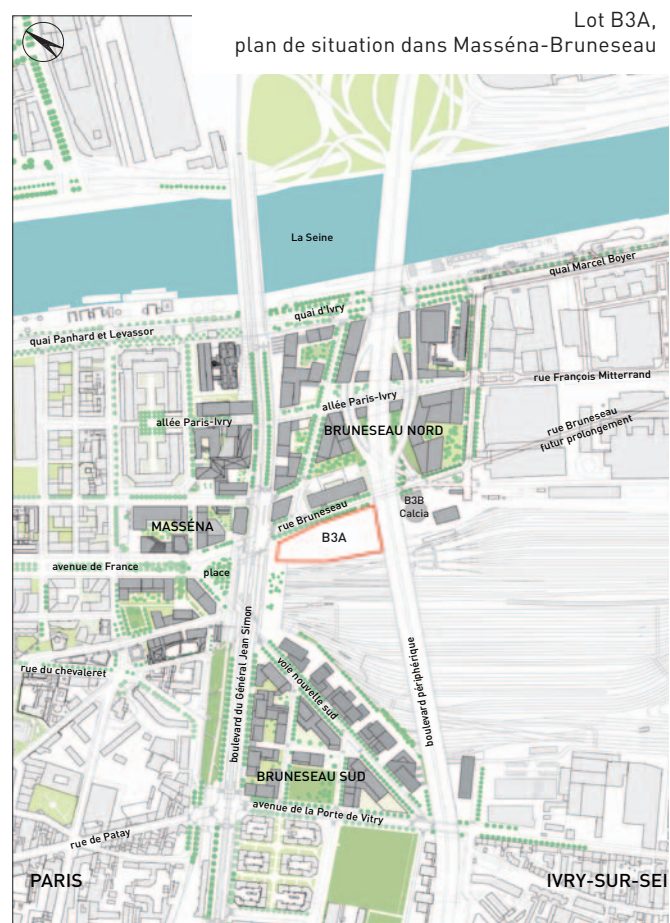 Lot B3A,
plan de situation dans Masséna-Bruneseau
La Seine
quai Marcel Boyer
quai d'Ivry
quai Panhard et Levassor
rue François Mitterrand
allée Paris-Ivry
allée Paris-Ivry
rue Bruneseau
futur prolongement
BRUNESEAU NORD
B3B
Calcia
rue Bruneseau
MASSÉNA
B3A
avenue de France
place
boulevard du Général Jean Simon
voie nouvelle sud
boulevard périphérique
rue du chevaleret
BRUNESEAU SUD
avenue de la Porte de Vitry
rue de Patay
PARIS
IVRY-SUR-SEI